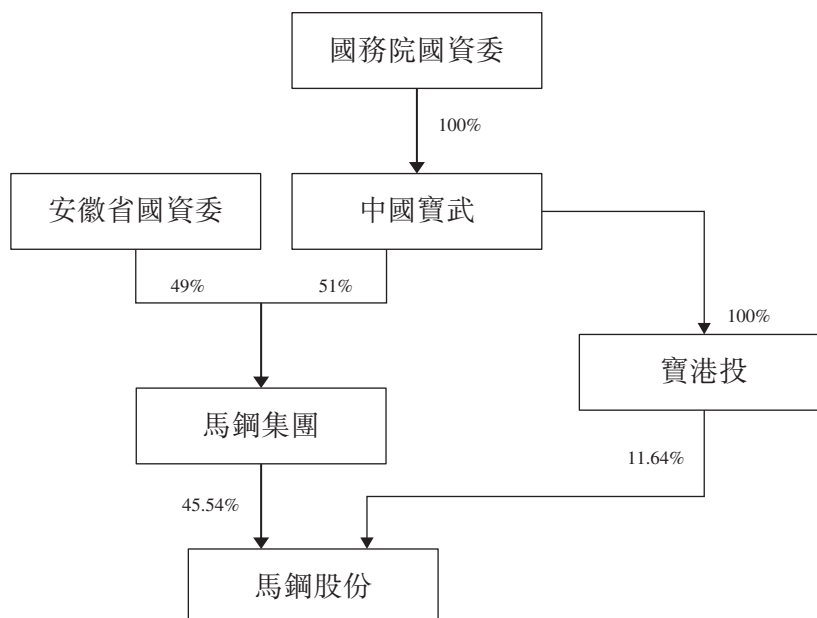 國務院國資委
100%
安徽省國資委
中國寶武
49%
51%
100%
寶港投
馬鋼集團
11.64%
45.54%
馬鋼股份